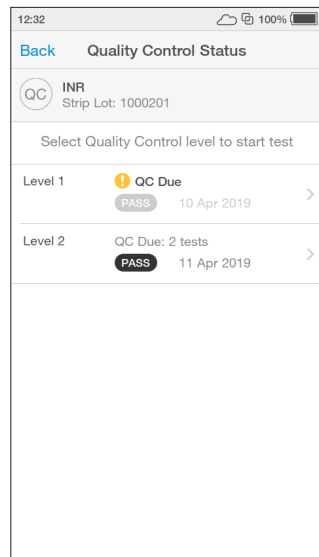 12:32 100%
Back Quality Control Status
QC INR
Strip Lot: 1000201
Select Quality Control level to start test
Level 1 QC Due
PASS 10 Apr 2019
Level 2 QC Due: 2 tests
PASS 11 Apr 2019